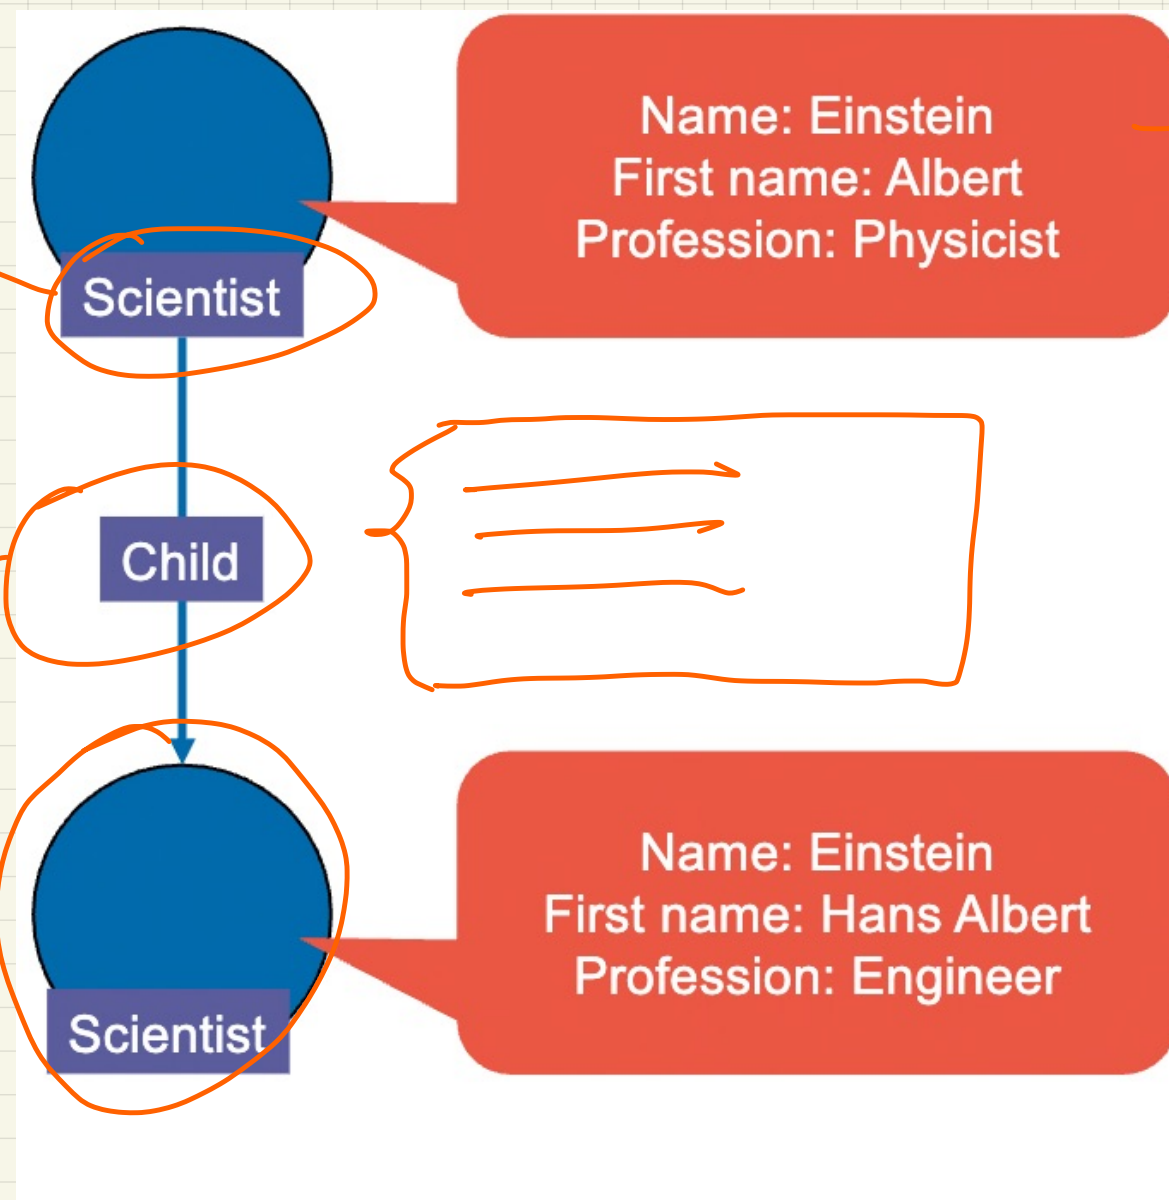 Name: Einstein
First name: Albert
Profession: Physicist
Scientist
Child
Name: Einstein
First name: Hans Albert
Profession: Engineer
Scientist